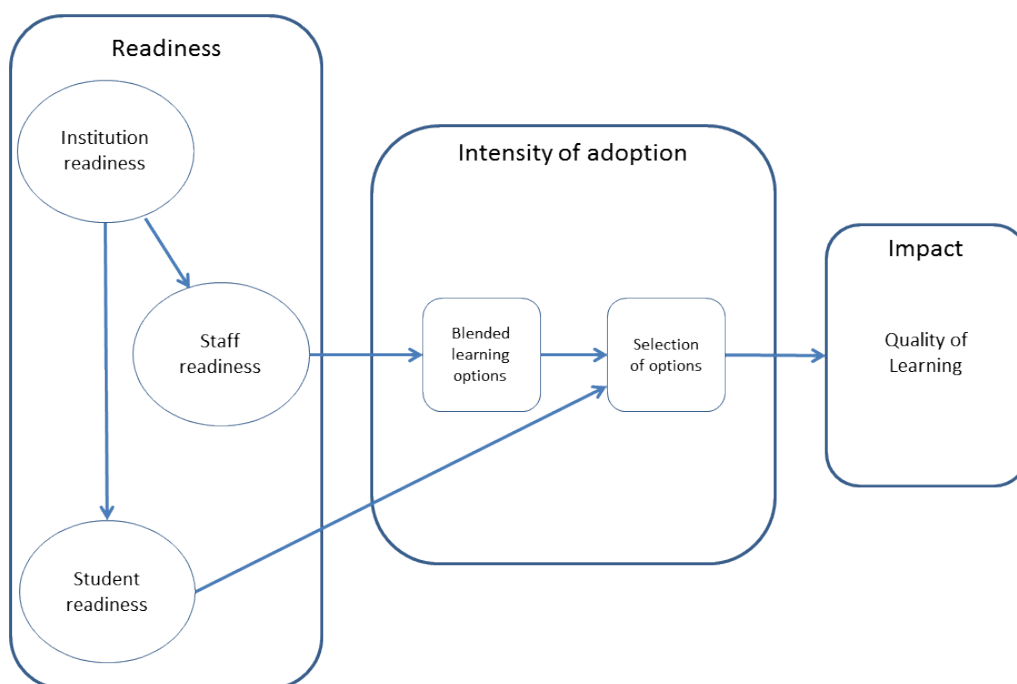 Readiness
Institution
readiness
Staff
readiness
Student
readiness
Intensity of adoption
Blended
learning
options
Selection
of options
Impact
Quality of
Learning